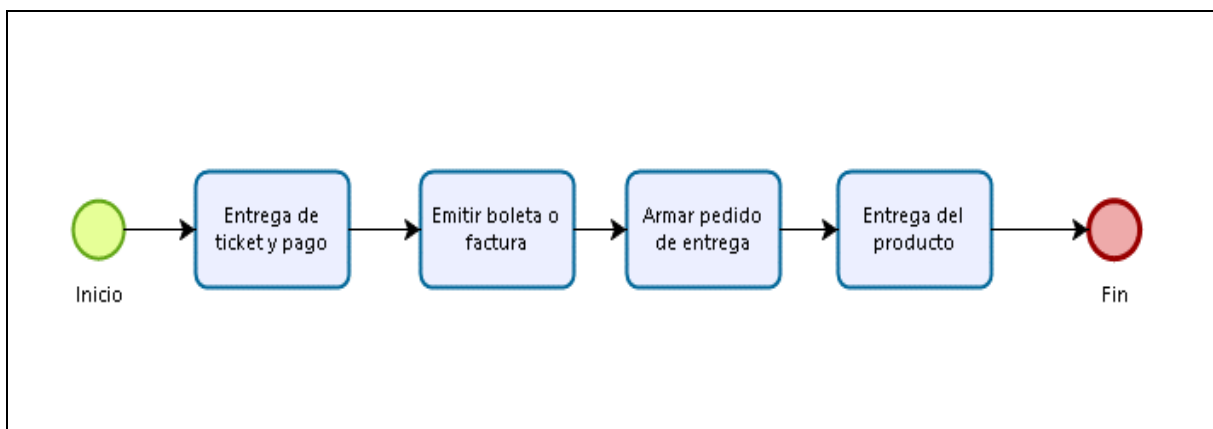 Inicio
Entrega de
ticket y pago
Emitir boleta o
factura
Armar pedido
de entrega
Entrega del
producto
Fin